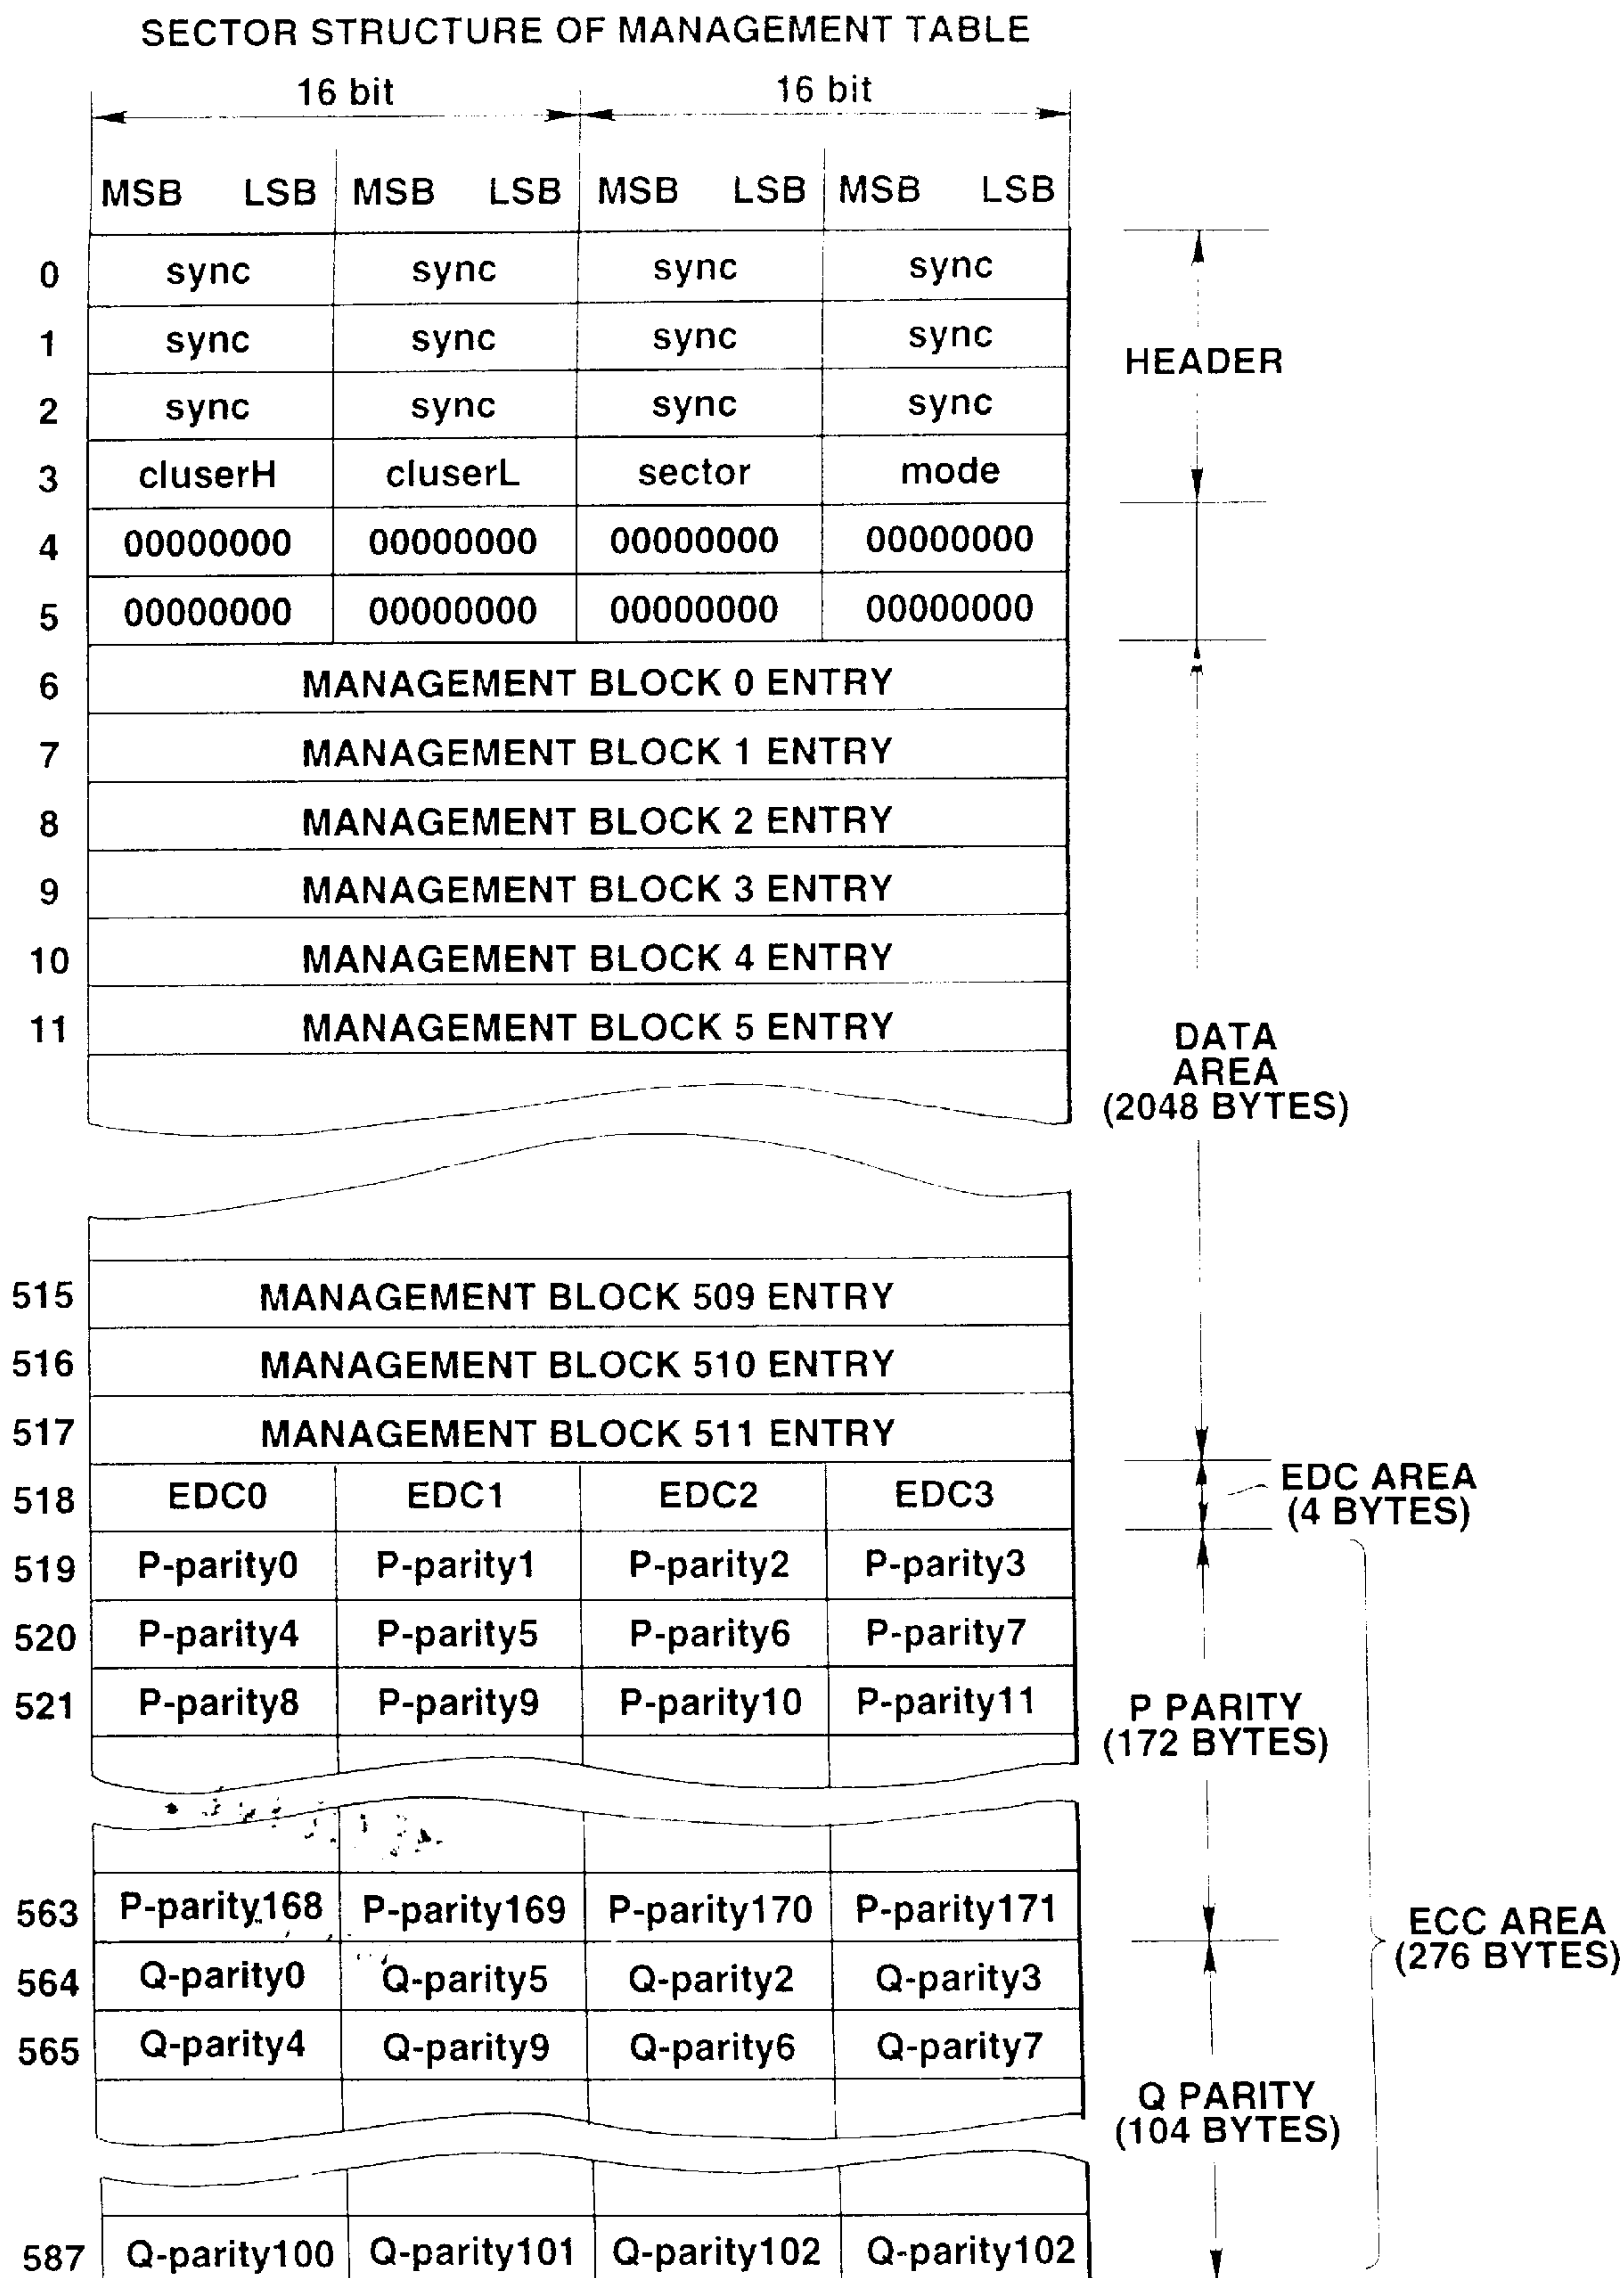 SECTOR STRUCTURE OF MANAGEMENT TABLE
16 bit 16 bit
MSB LSB MSB LSB MSB LSB MSB LSB
0 sync sync sync sync
1 sync sync sync sync
HEADER
2 sync sync sync sync
3 cluserH cluserL sector mode
4 00000000 00000000 00000000 00000000
5 00000000 00000000 00000000 00000000
6 MANAGEMENT BLOCK 0 ENTRY
7 MANAGEMENT BLOCK 1 ENTRY
8 MANAGEMENT BLOCK 2 ENTRY
9 MANAGEMENT BLOCK 3 ENTRY
10 MANAGEMENT BLOCK 4 ENTRY
11 MANAGEMENT BLOCK 5 ENTRY
DATA
AREA
(2048 BYTES)
515 MANAGEMENT BLOCK 509 ENTRY
516 MANAGEMENT BLOCK 510 ENTRY
517 MANAGEMENT BLOCK 511 ENTRY
518 EDC0 EDC1 EDC2 EDC3
EDC AREA
(4 BYTES)
519 P-parity0 P-parity1 P-parity2 P-parity3
520 P-parity4 P-parity5 P-parity6 P-parity7
521 P-parity8 P-parity9 P-parity10 P-parity11
P PARITY
(172 BYTES)
563 P-parity168 P-parity169 P-parity170 P-parity171
ECC AREA
(276 BYTES)
564 Q-parity0 Q-parity5 Q-parity2 Q-parity3
565 Q-parity4 Q-parity9 Q-parity6 Q-parity7
Q PARITY
(104 BYTES)
587 Q-parity100 Q-parity101 Q-parity102 Q-parity102